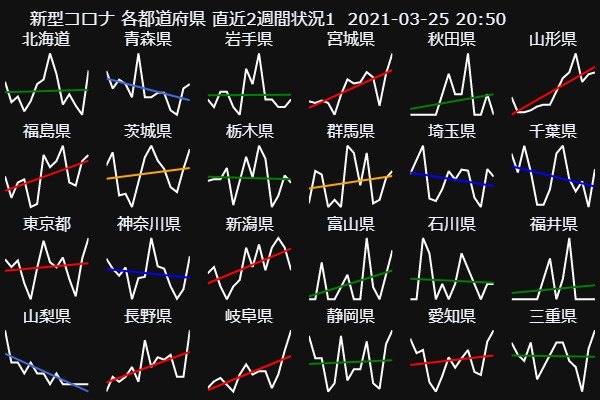 新型コロナ 各都道府県 直近2週間状況1 2021-03-25 20:50
北海道 青森県 岩手県 宮城県 秋田県 山形県
福島県 茨城県 栃木県 群馬県 埼玉県 千葉県
東京都 神奈川県 新潟県 富山県 石川県 福井県
山梨県 長野県 岐阜県 静岡県 愛知県 三重県